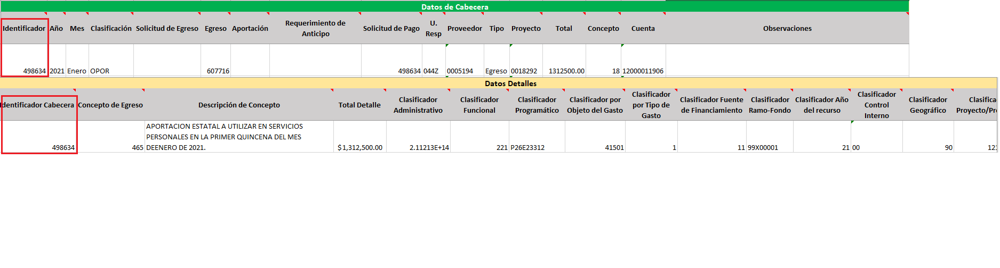 Datos de Cabecera
Identificador Año Mes Clasificación Solicitud de Egreso Egreso Aportación Requerimiento de Anticipo Solicitud de Pago U. Resp Proveedor Tipo Proyecto Total Concepto Cuenta Observaciones
498634 2021 Enero OPOR 607716 498634 044Z 0005194 Egreso 0018292 1312500.00 18 12000011906
Datos Detalles
Identificador Cabecera Concepto de Egreso Descripción de Concepto Total Detalle Clasificador Administrativo Clasificador Funcional Clasificador Programático Clasificador por Objeto del Gasto Clasificador por Tipo de Gasto Clasificador Fuente de Financiamiento Clasificador Ramo-Fondo Clasificador Año del recurso Clasificador Control Interno Clasificador Geográfico
APORTACION ESTATAL A UTILIZAR EN SERVICIOS
PERSONALES EN LA PRIMER QUINCENA DEL MES
498634 465 DEENERO DE 2021. $1,312,500.00 2.11213E+14 221 P26E23312 41501 1 11 99X00001 21 00 90 121